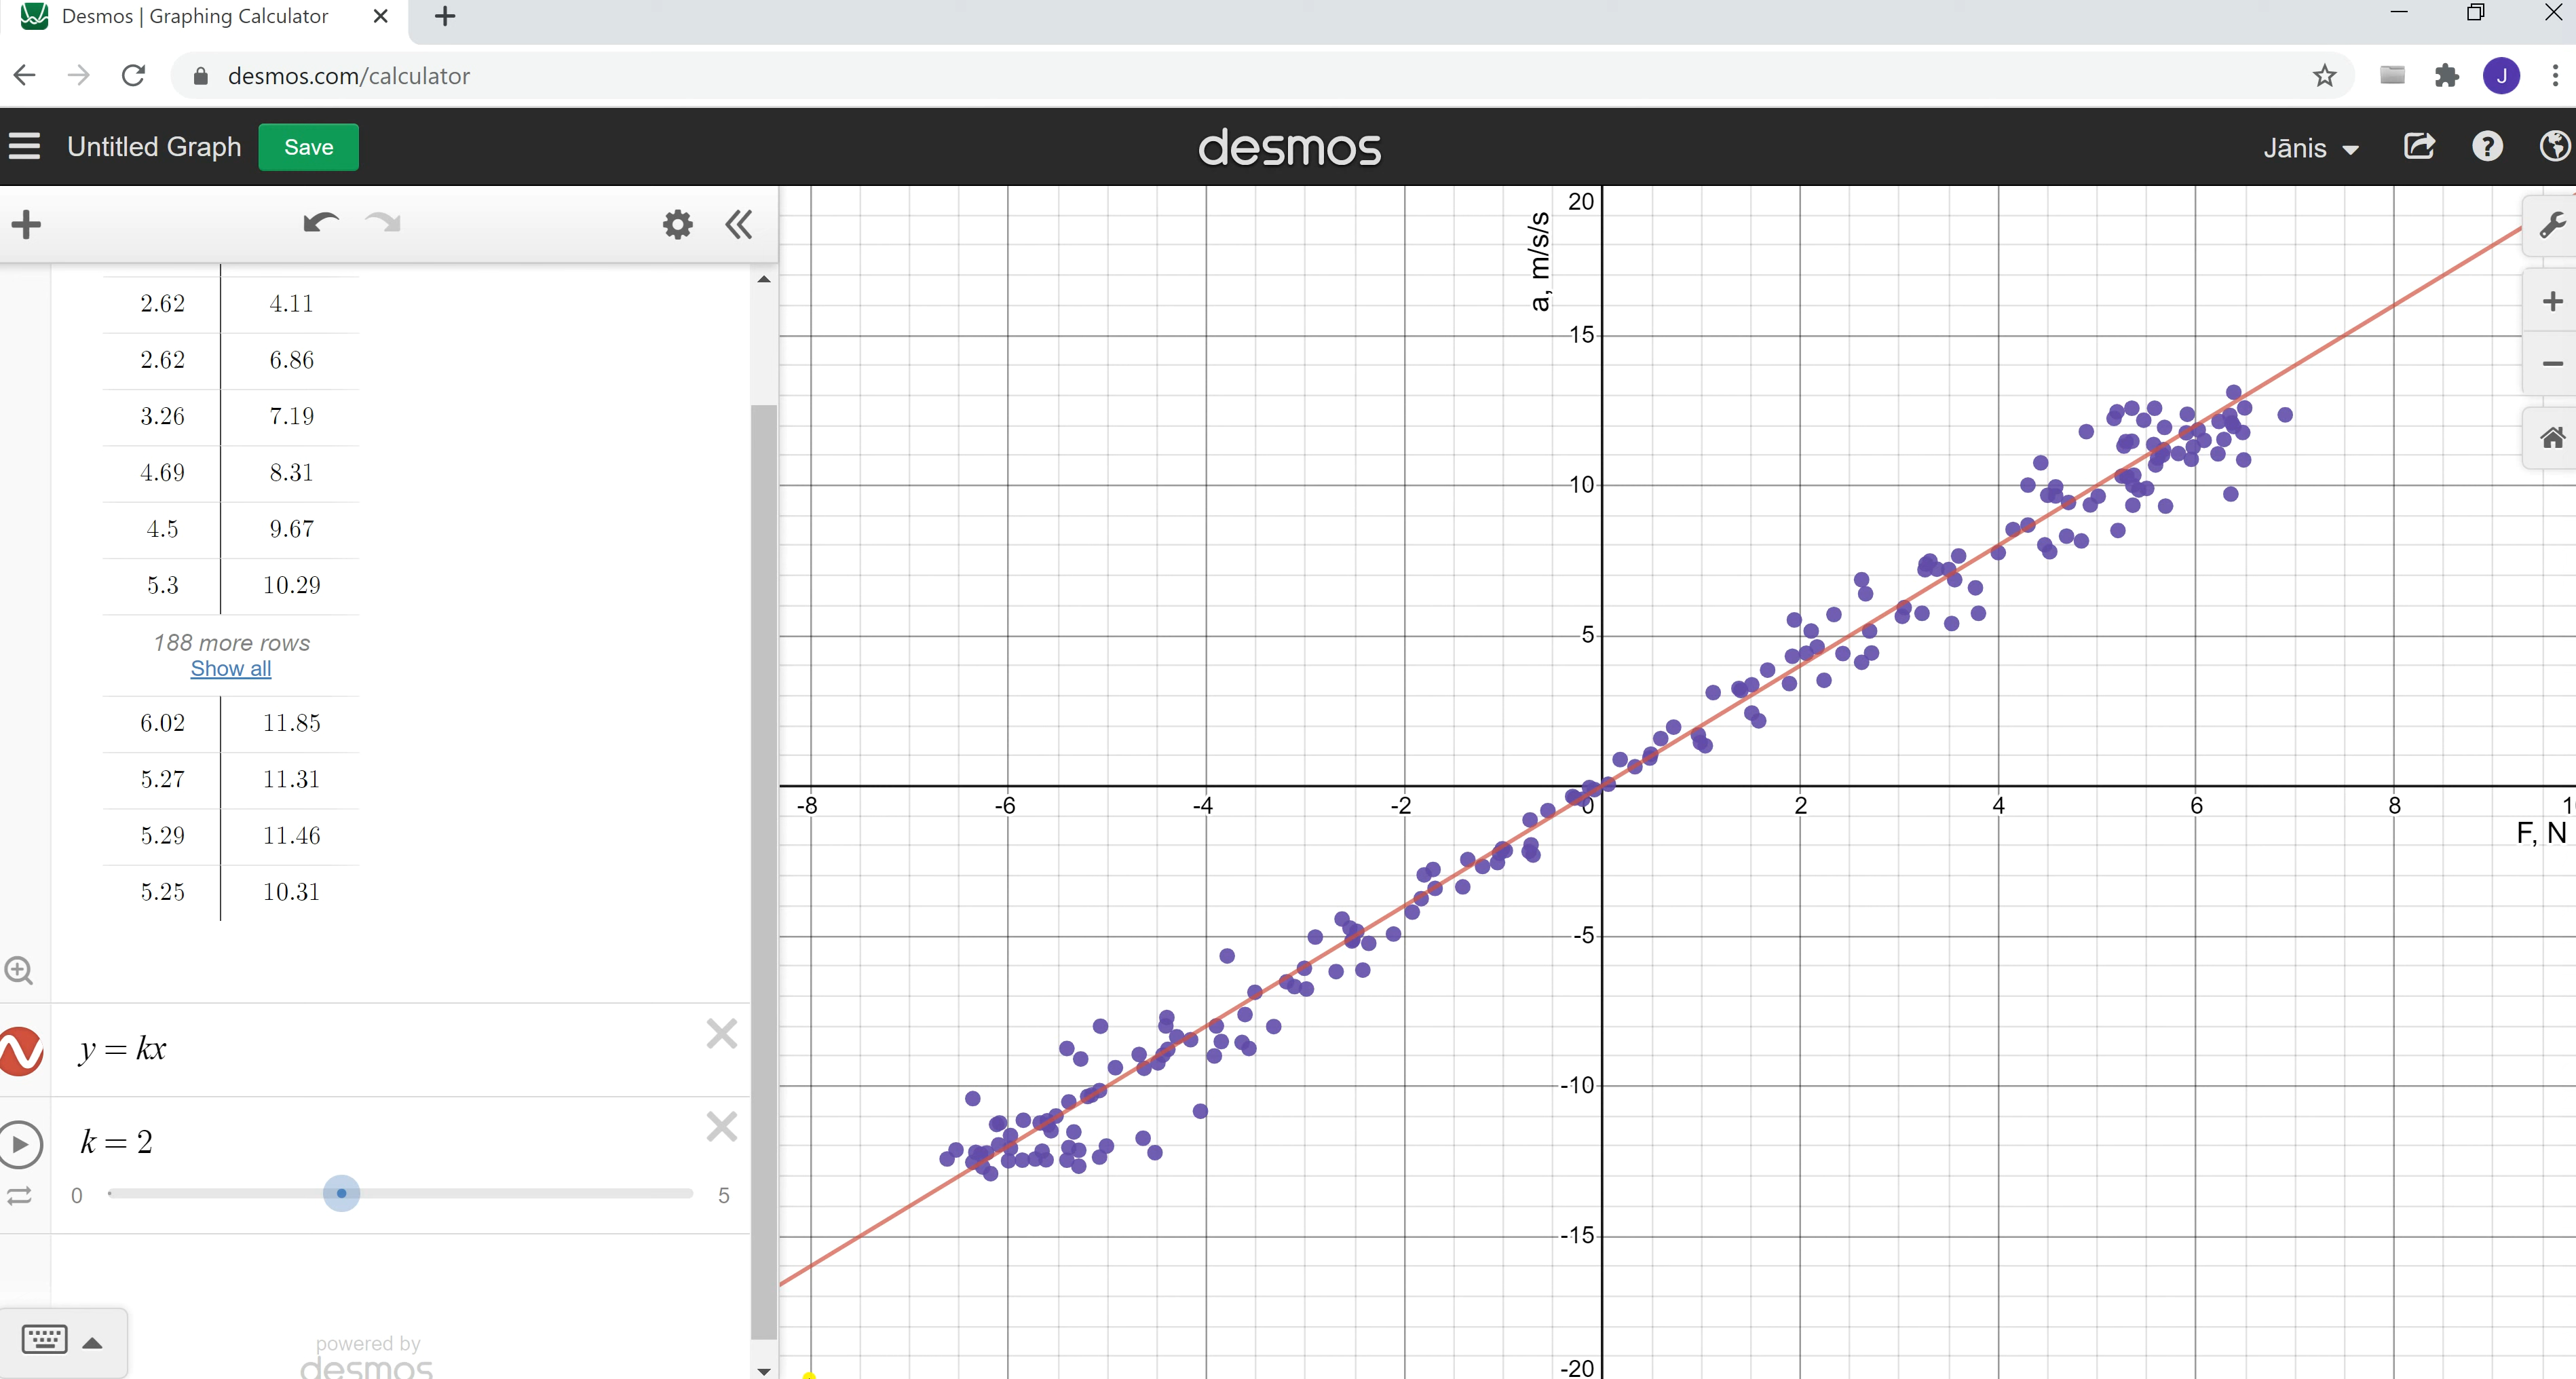 Desmos | Graphing Calculator
desmos.com/calculator
J
Untitled Graph
Save
desmos
Jānis
2.62 4.11
2.62 6.86
3.26 7.19
4.69 8.31
4.5 9.67
5.3 10.29
188 more rows
Show all
6.02 11.85
5.27 11.31
5.29 11.46
5.25 10.31
y = kx
k = 2
0 5
powered by
desmos
a, m/s/s
20
15
10
5
-8 -6 -4 -2 0 2 4 6 8
F, N
-5
-10
-15
-20